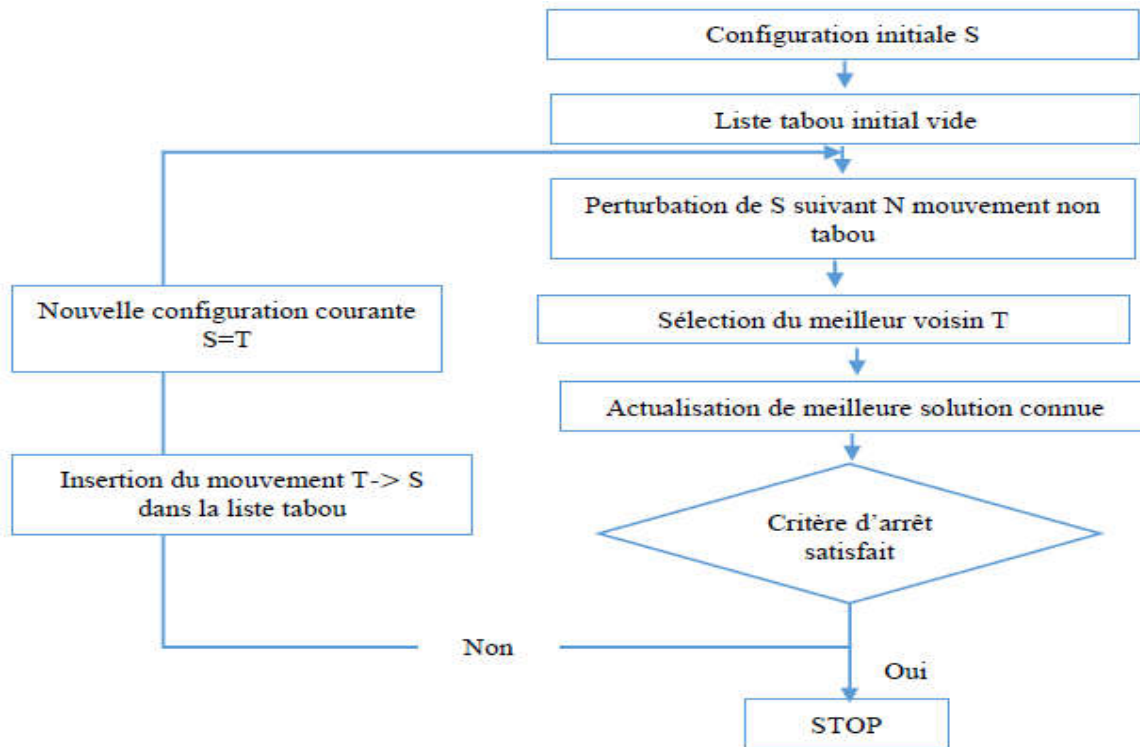 Configuration initiale S
Liste tabou initial vide
Perturbation de S suivant N mouvement non
tabou
Sélection du meilleur voisin T
Actualisation de meilleure solution connue
Critère d'arrêt
satisfait
Non
Oui
STOP
Insertion du mouvement T-> S
dans la liste tabou
Nouvelle configuration courante
S=T